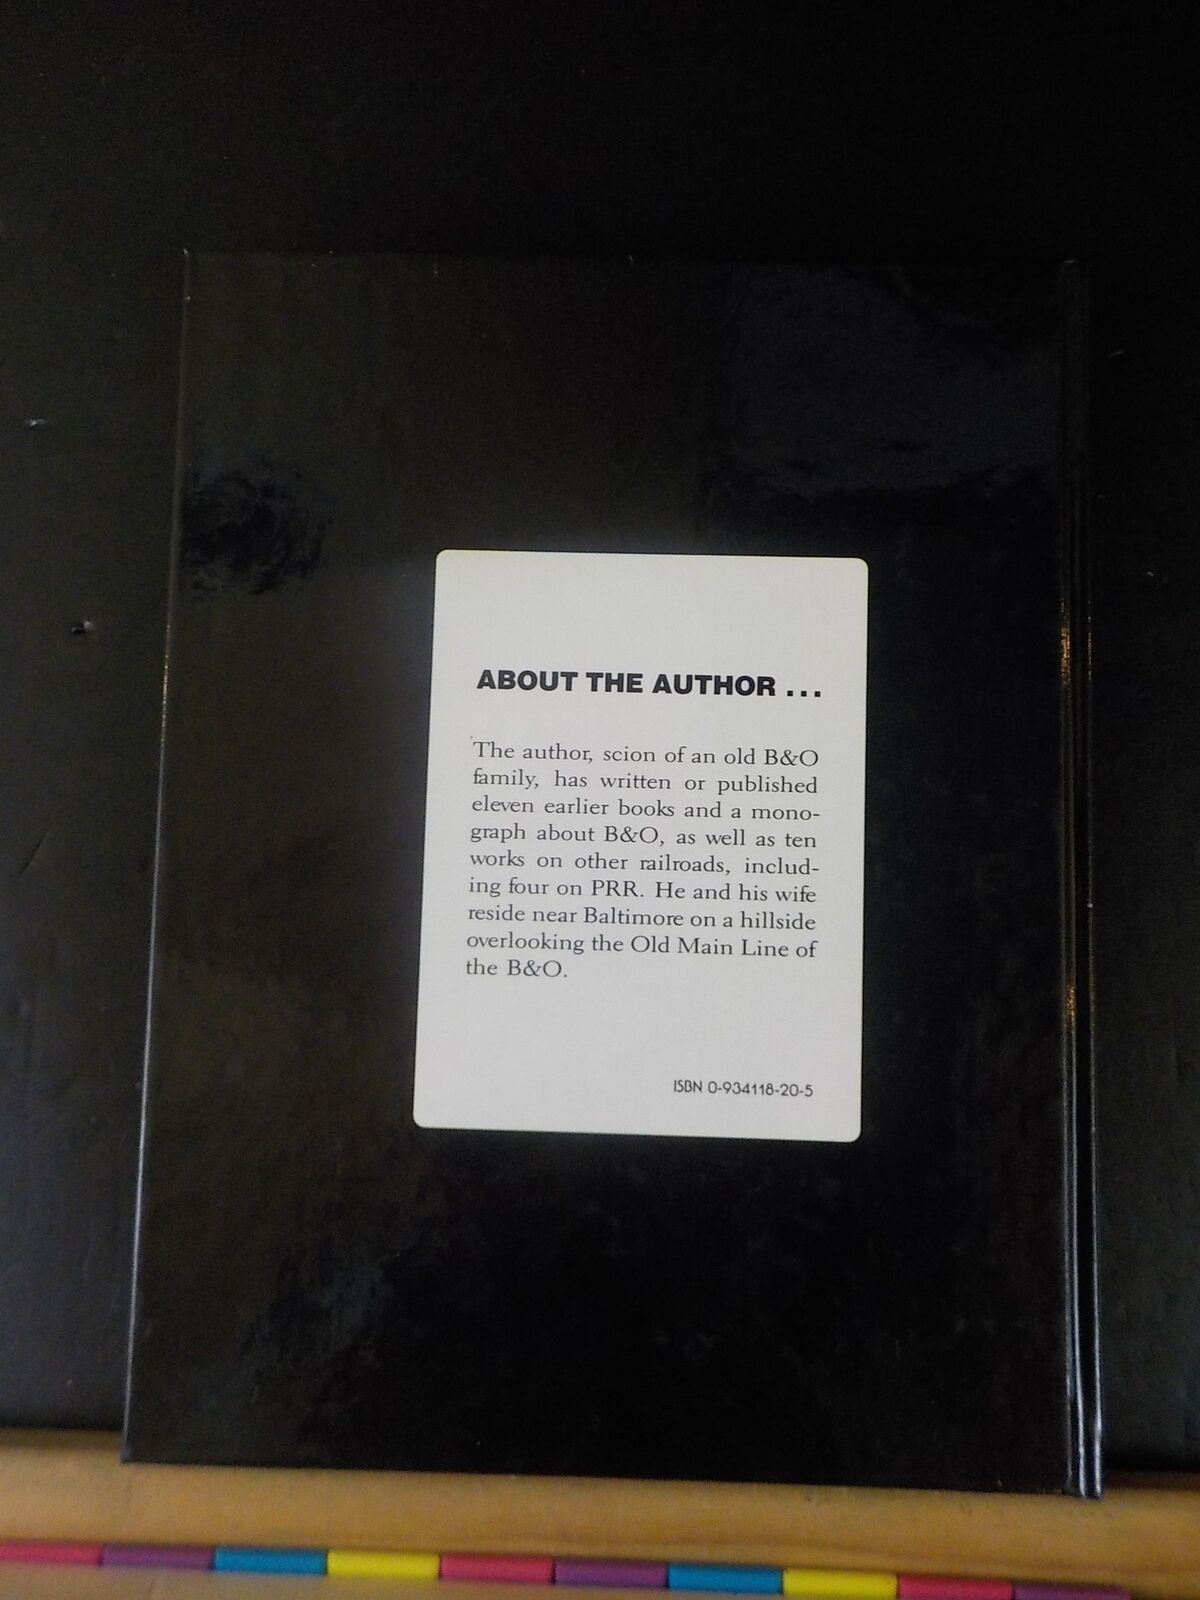 ABOUT THE AUTHOR ...
The author, scion of an old B&O
family, has written or published
eleven earlier books and a mono-
graph about B&O, as well as ten
works on other railroads, includ-
ing four on PRR. He and his wife
reside near Baltimore on a hillside
overlooking the Old Main Line of
the B&O.
ISBN 0-934118-20-5